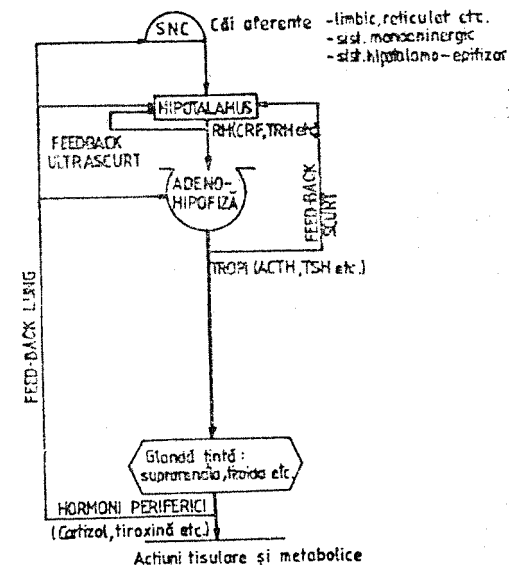 SNC
Căi aferente -limbic, reticulat etc.
-sist. monoaminergic
-sist. hipotalamo-epifizar
HIPOTALAMUS
RH(CRF, TRH etc)
FEEDBACK
ULTRASCURT
ADENO-
HIPOFIZĂ
FEED-BACK
SCURT
TROPI (ACTH, TSH etc.)
FEED-BACK LUNG
Glandă țintă:
suprarenala, tiroida etc.
HORMONI PERIFERICI
(Cortizol, tiroxină etc.)
Acțiuni tisulare și metabolice